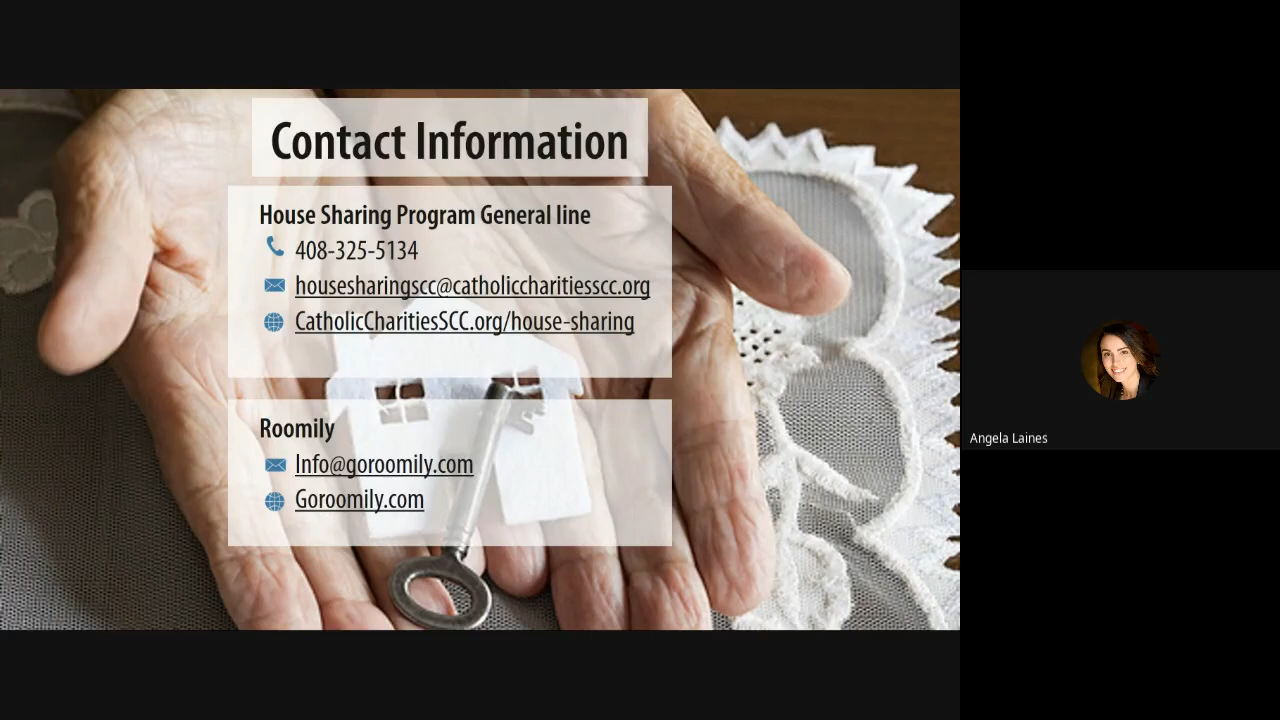 Contact Information
House Sharing Program General line
408-325-5134
housesharingscc@catholiccharitiesscc.org
CatholicCharitiesSCC.org/house-sharing
Roomily
Info@goroomily.com
Goroomily.com
Angela Laines